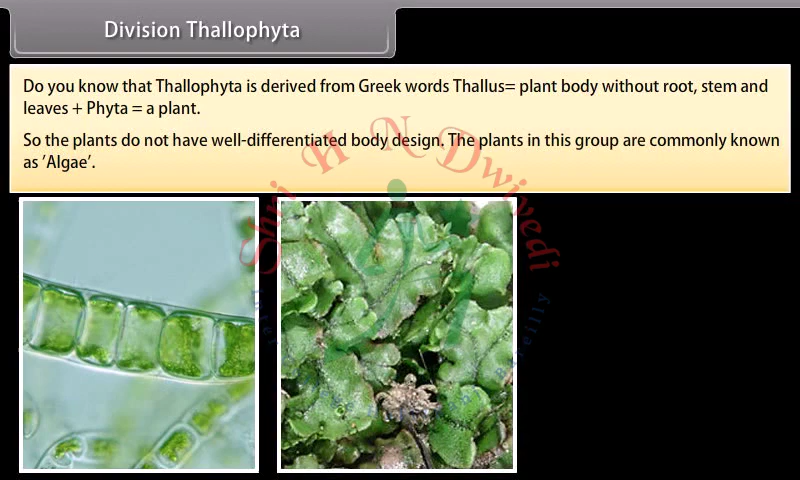 Division Thallophyta
Do you know that Thallophyta is derived from Greek words Thallus= plant body without root, stem and
leaves + Phyta = a plant.
So the plants do not have well-differentiated body design. The plants in this group are commonly known
as ‘Algae’.
Shri H N Dwivedi